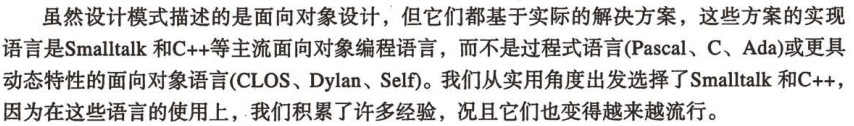 虽然设计模式描述的是面向对象设计，但它们都基于实际的解决方案，这些方案的实现
语言是Smalltalk 和C++等主流面向对象编程语言，而不是过程式语言(Pascal、C、Ada)或更具
动态特性的面向对象语言(CLOS、Dylan、Self)。我们从实用角度出发选择了Smalltalk 和C++，
因为在这些语言的使用上，我们积累了许多经验，况且它们也变得越来越流行。